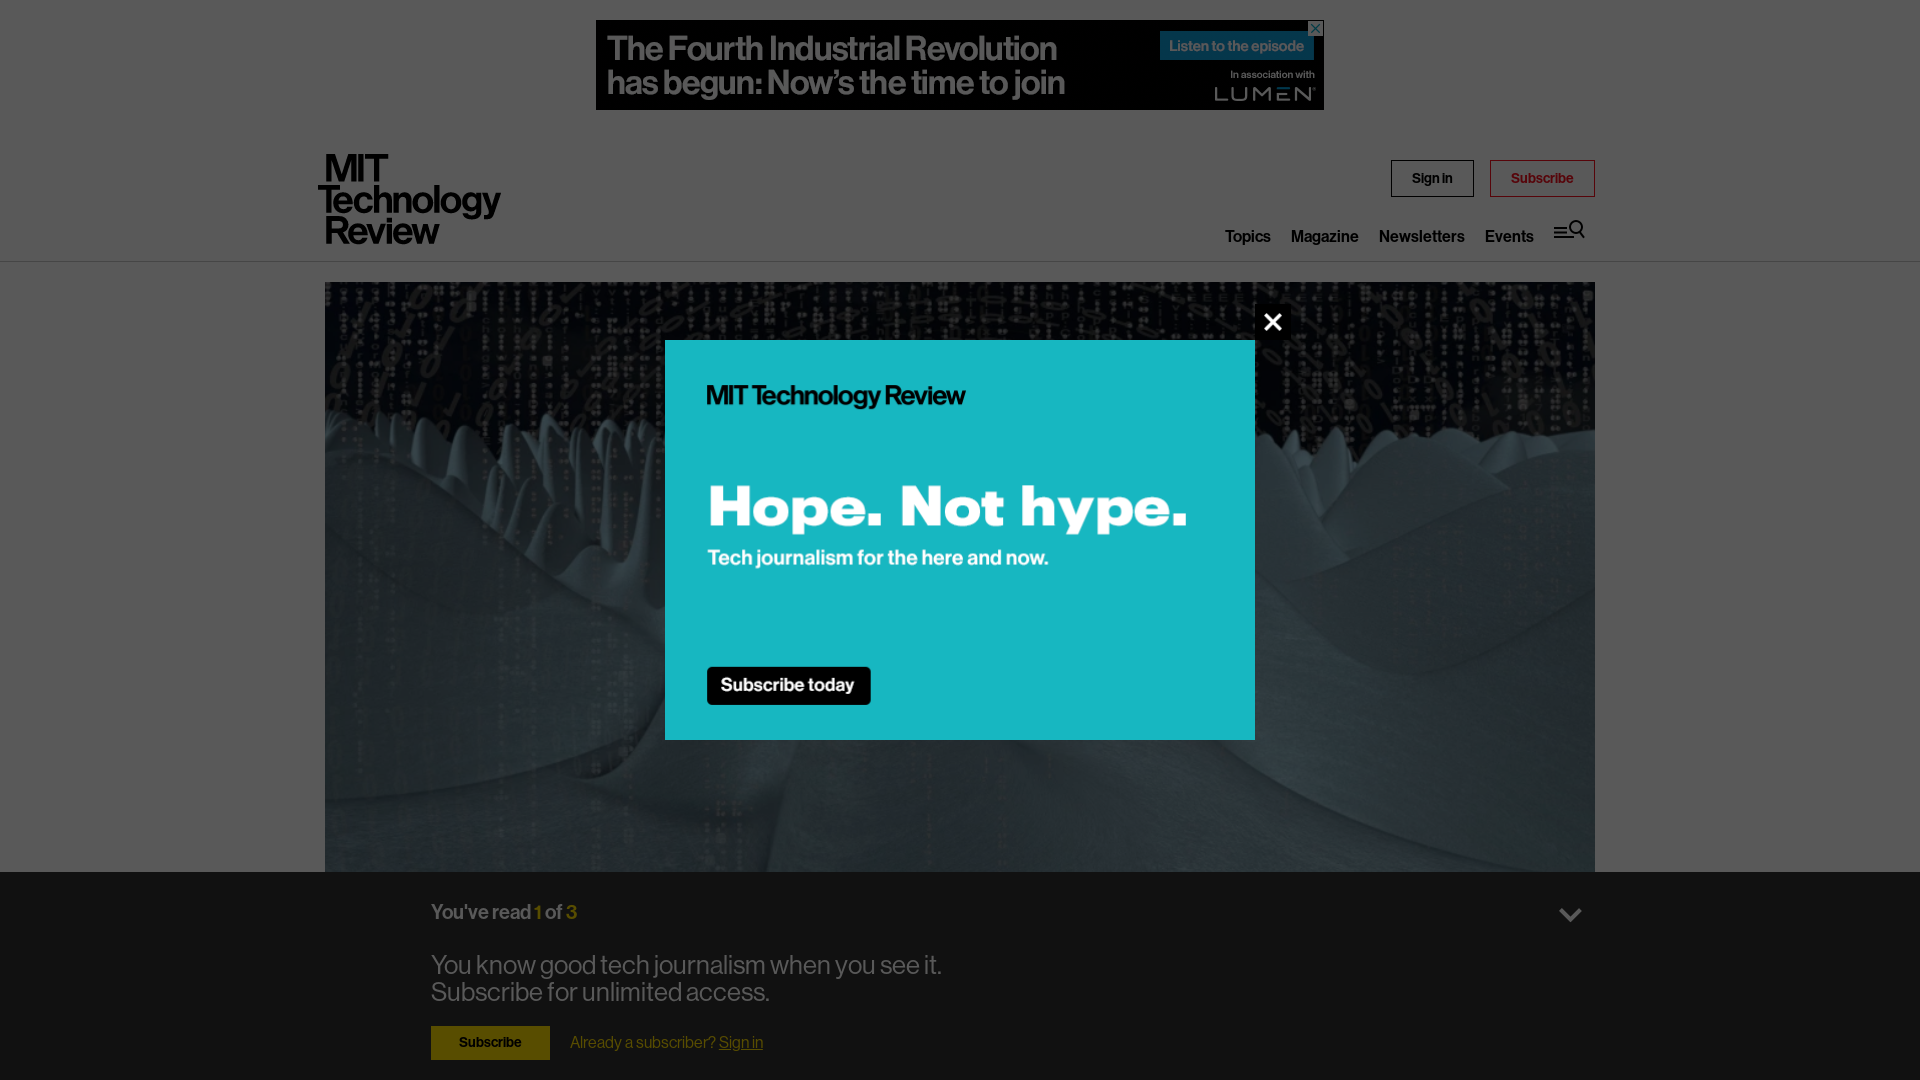 The Fourth Industrial Revolution
has begun: Now's the time to join
Listen to the episode
In association with
LUMEN
MIT
Technology
Review
Sign in
Subscribe
Topics
Magazine
Newsletters
Events
MIT Technology Review
Hope. Not hype.
Tech journalism for the here and now.
Subscribe today
You've read 1 of 3
You know good tech journalism when you see it.
Subscribe for unlimited access.
Subscribe
Already a subscriber? Sign in